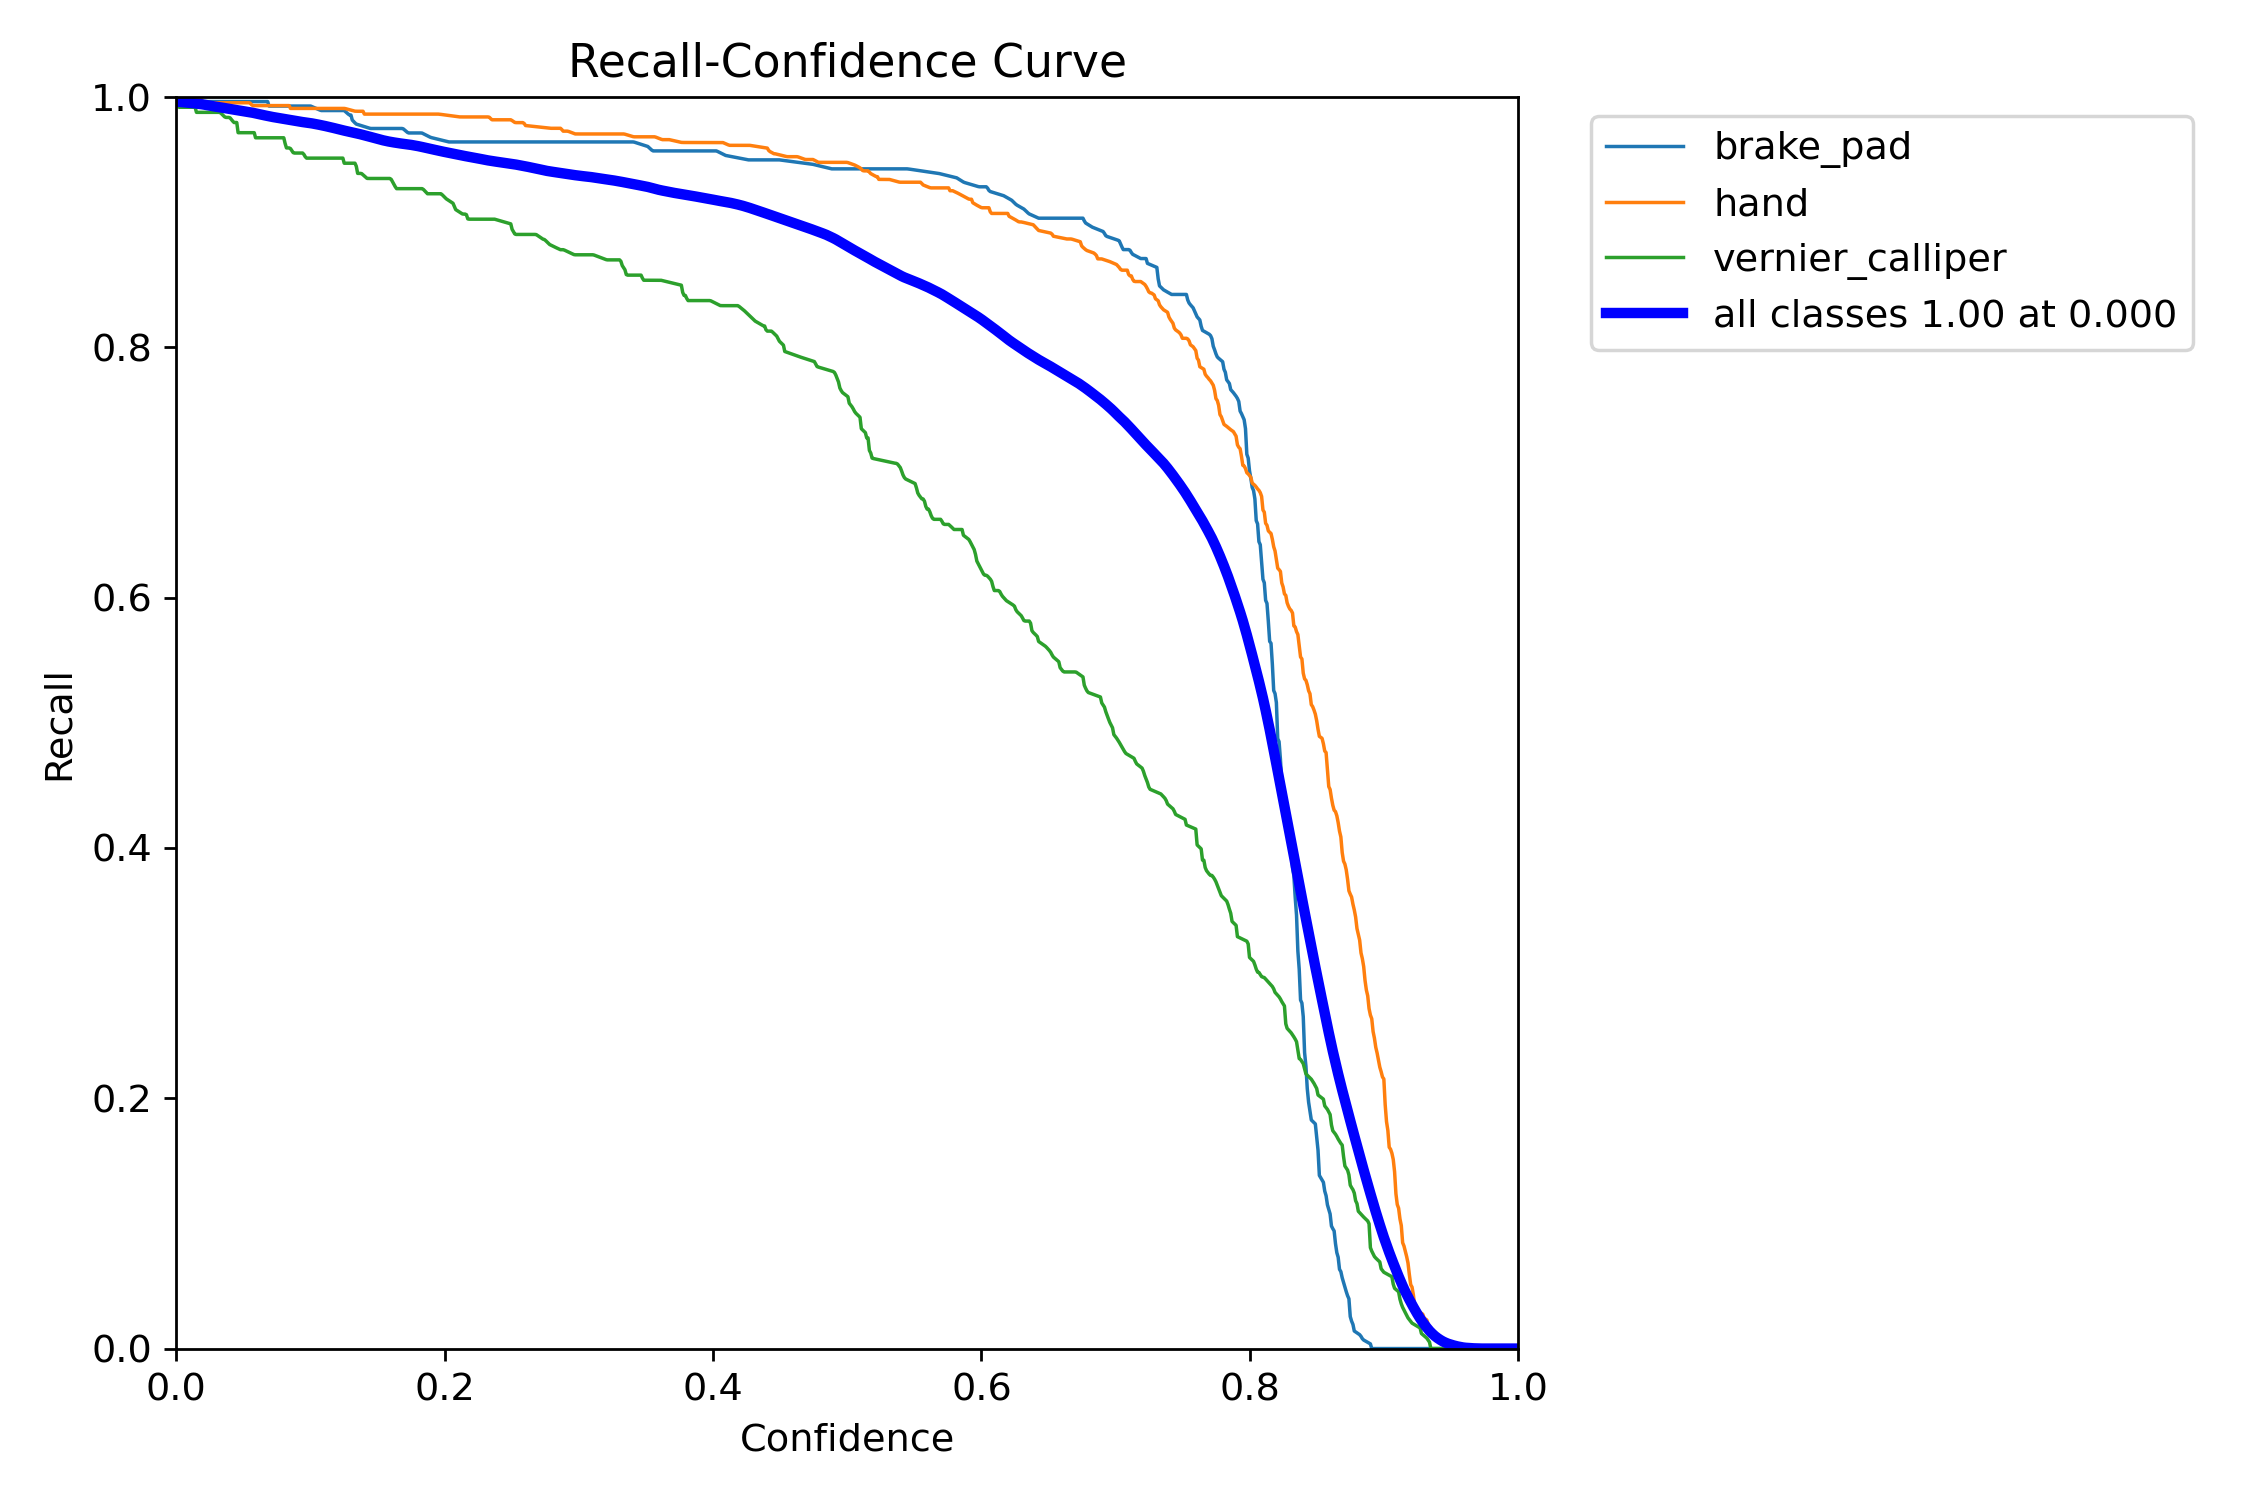 Recall-Confidence Curve
1.0
0.8
0.6
0.4
0.2
0.0
Recall
0.0 0.2 0.4 0.6 0.8 1.0
Confidence
brake_pad
hand
vernier_calliper
all classes 1.00 at 0.000